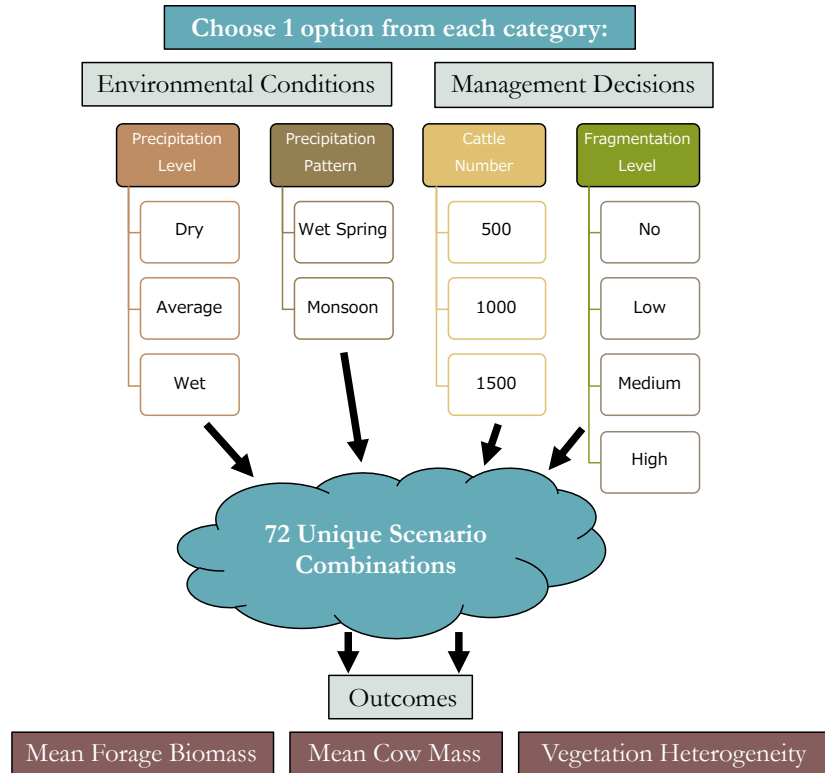 Choose 1 option from each category:
Environmental Conditions
Management Decisions
Precipitation
Level
Dry
Average
Wet
Precipitation
Pattern
Wet Spring
Monsoon
Cattle
Number
500
1000
1500
Fragmentation
Level
No
Low
Medium
High
72 Unique Scenario
Combinations
Outcomes
Mean Forage Biomass
Mean Cow Mass
Vegetation Heterogeneity